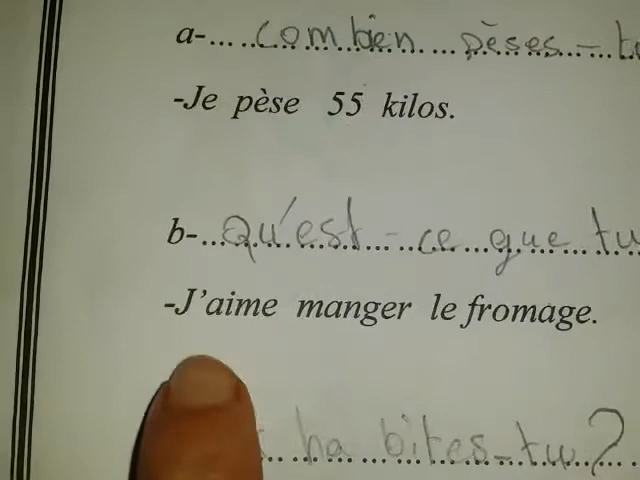 a-....combien....pèses-t
-Je pèse 55 kilos.
b-...Qu'est-ce que tu
-J'aime manger le fromage.
habites-tu?